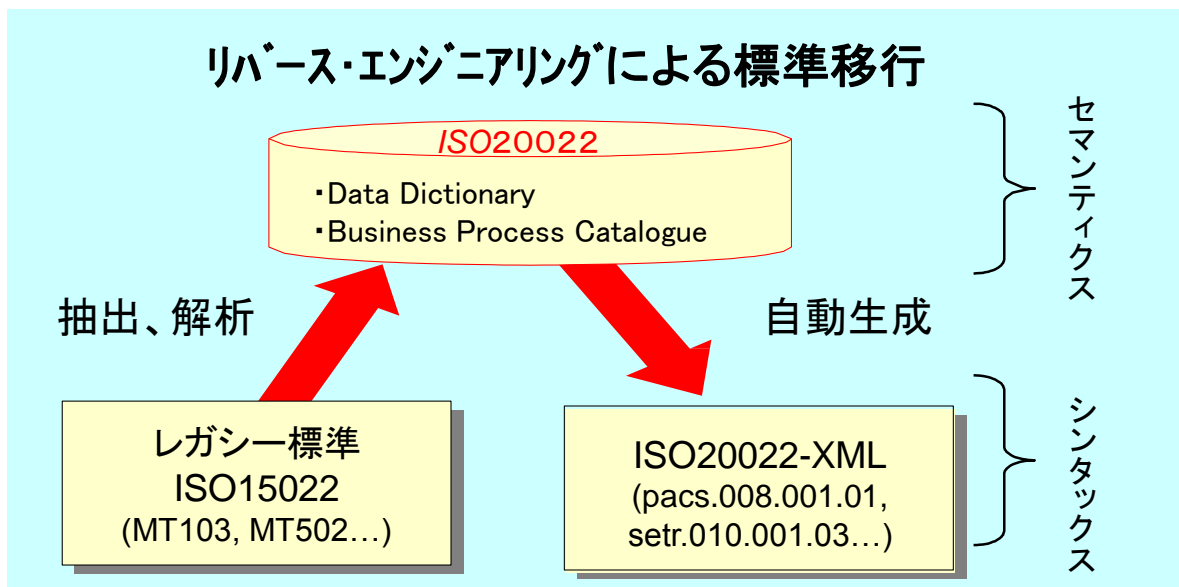 リバース・エンジニアリングによる標準移行
ISO20022
・Data Dictionary
・Business Process Catalogue
セマンティクス
抽出、解析
自動生成
レガシー標準
ISO15022
(MT103, MT502…)
ISO20022-XML
(pacs.008.001.01,
setr.010.001.03…)
シンタックス